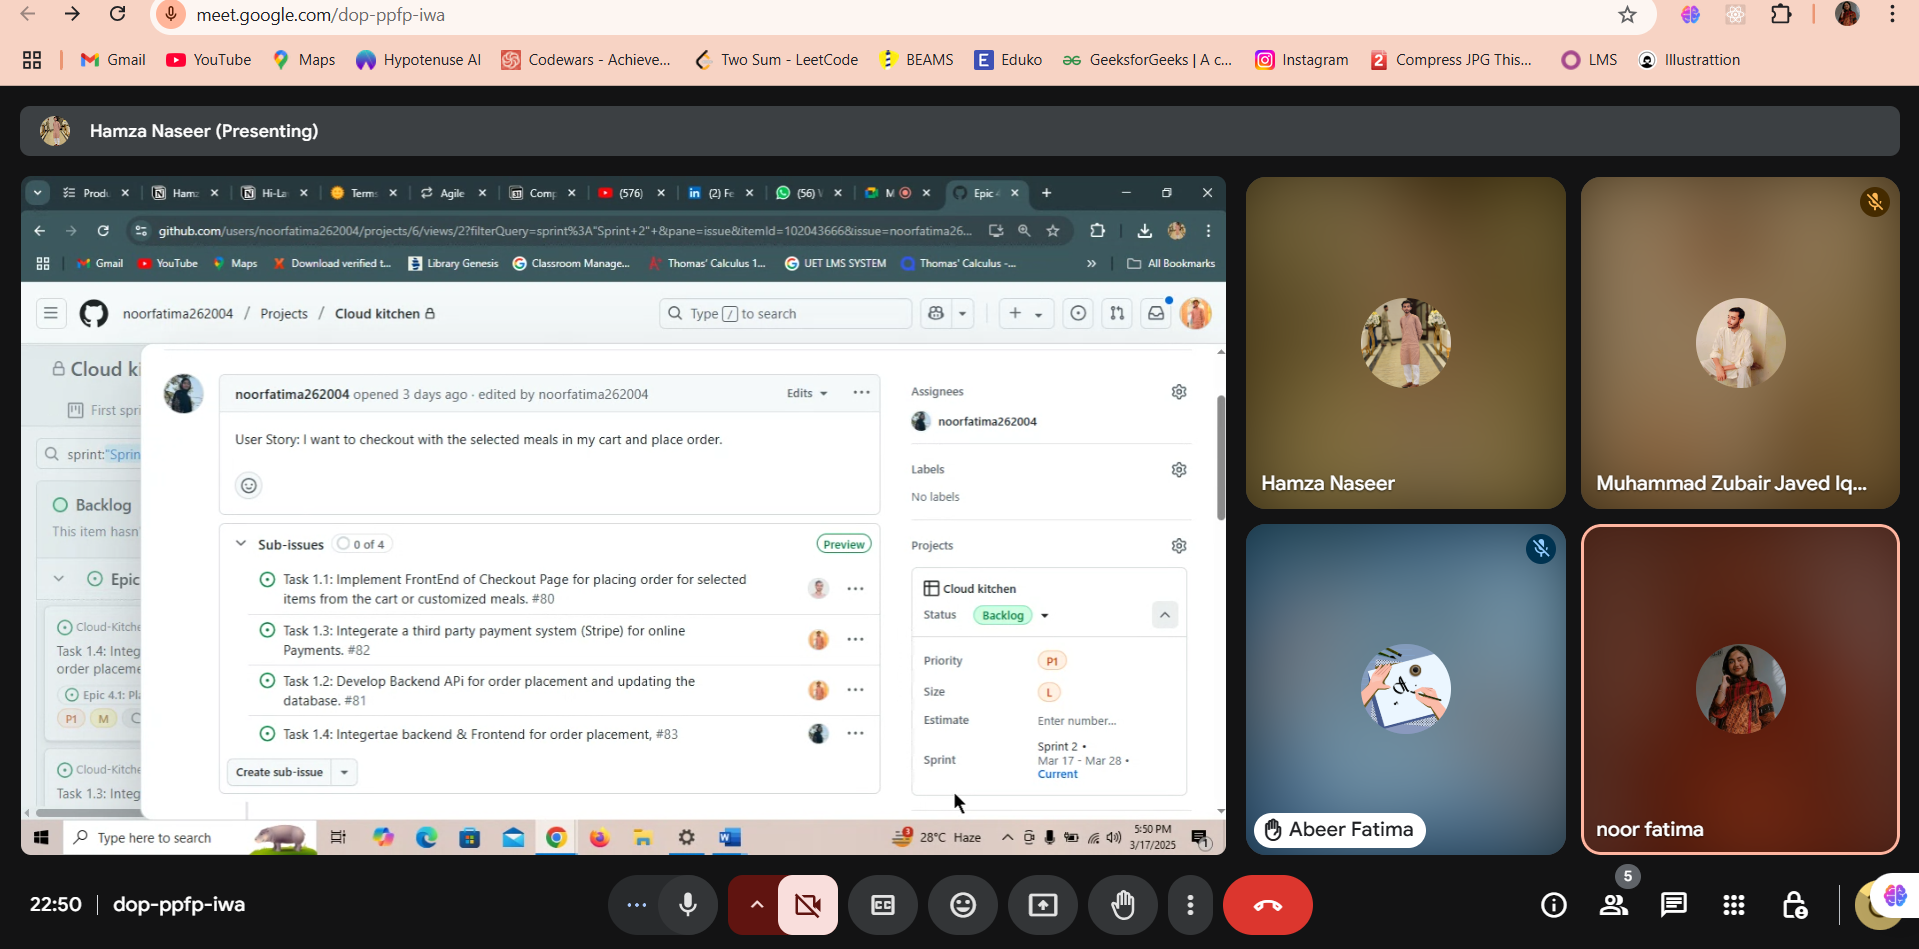 meet.google.com/dop-ppfp-iwa
Gmail YouTube Maps Hypotenuse AI Codewars - Achieve... Two Sum - LeetCode BEAMS Eduko GeeksforGeeks | A c... Instagram Compress JPG This... LMS Illustrattion
Hamza Naseer (Presenting)
Produ Hamz Hi-La Terms Agile Comp (576) (2) Fe (56) V M Epic 4
github.com/users/noorfatima262004/projects/6/views/2?filterQuery=sprint%3A"Sprint+2"+&pane=issue&itemId=102043666&issue=noorfatima26...
Gmail YouTube Maps Download verified t... Library Genesis Classroom Manage... Thomas' Calculus 1... UET LMS SYSTEM Thomas' Calculus -... » All Bookmarks
noorfatima262004 / Projects / Cloud kitchen
Type / to search
Cloud ki
First spri
sprint:"Sprin
Backlog
This item hasn'
Epic
Cloud-Kitche
Task 1.4: Integ
order placeme
Epic 4.1: Pla
P1 M
Cloud-Kitche
Task 1.3: Integ
noorfatima262004 opened 3 days ago · edited by noorfatima262004
Edits
User Story: I want to checkout with the selected meals in my cart and place order.
Sub-issues 0 of 4
Preview
Task 1.1: Implement FrontEnd of Checkout Page for placing order for selected
items from the cart or customized meals. #80
Task 1.3: Integerate a third party payment system (Stripe) for online
Payments. #82
Task 1.2: Develop Backend APi for order placement and updating the
database. #81
Task 1.4: Integertae backend & Frontend for order placement, #83
Create sub-issue
Assignees
noorfatima262004
Labels
No labels
Projects
Cloud kitchen
Status Backlog
Priority P1
Size L
Estimate Enter number...
Sprint Sprint 2 •
Mar 17 - Mar 28 •
Current
Type here to search
3
28°C Haze
5:50 PM
3/17/2025
1
Hamza Naseer
Muhammad Zubair Javed Iq...
Abeer Fatima
noor fatima
22:50 | dop-ppfp-iwa
CC
5